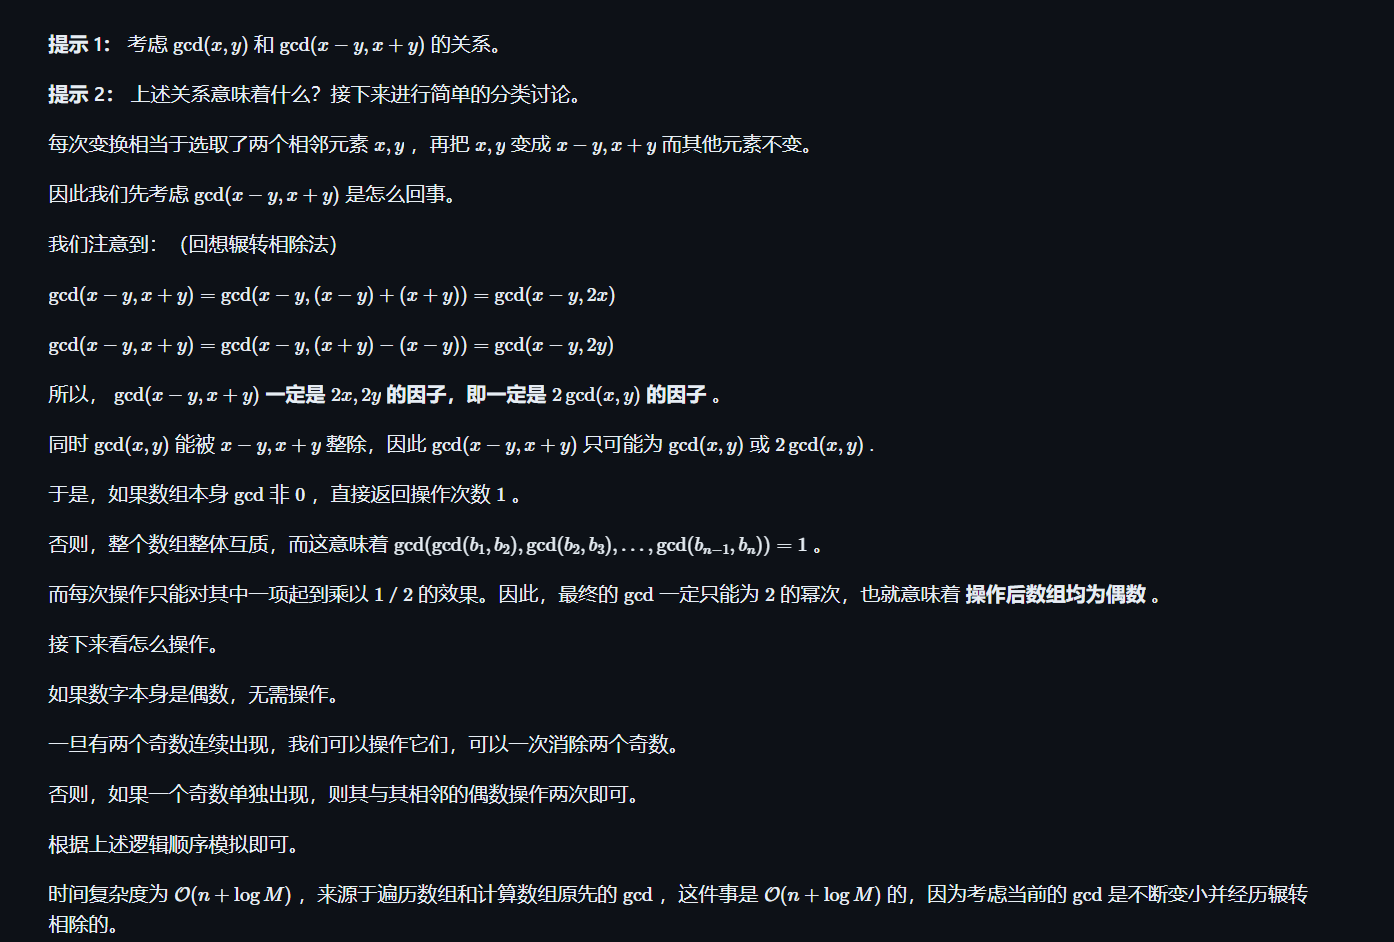 提示 1： 考虑 gcd(x, y) 和 gcd(x − y, x + y) 的关系。
提示 2： 上述关系意味着什么？接下来进行简单的分类讨论。
每次变换相当于选取了两个相邻元素 x, y ，再把 x, y 变成 x − y, x + y 而其他元素不变。
因此我们先考虑 gcd(x − y, x + y) 是怎么回事。
我们注意到：（回想辗转相除法）
gcd(x − y, x + y) = gcd(x − y, (x − y) + (x + y)) = gcd(x − y, 2x)
gcd(x − y, x + y) = gcd(x − y, (x + y) − (x − y)) = gcd(x − y, 2y)
所以， gcd(x − y, x + y) 一定是 2x, 2y 的因子，即一定是 2 gcd(x, y) 的因子 。
同时 gcd(x, y) 能被 x − y, x + y 整除，因此 gcd(x − y, x + y) 只可能为 gcd(x, y) 或 2 gcd(x, y) .
于是，如果数组本身 gcd 非 0 ，直接返回操作次数 1 。
否则，整个数组整体互质，而这意味着 gcd(gcd(b₁, b₂), gcd(b₂, b₃), . . . , gcd(bₙ₋₁, bₙ)) = 1 。
而每次操作只能对其中一项起到乘以 1 / 2 的效果。因此，最终的 gcd 一定只能为 2 的幂次，也就意味着 操作后数组均为偶数 。
接下来看怎么操作。
如果数字本身是偶数，无需操作。
一旦有两个奇数连续出现，我们可以操作它们，可以一次消除两个奇数。
否则，如果一个奇数单独出现，则其与其相邻的偶数操作两次即可。
根据上述逻辑顺序模拟即可。
时间复杂度为 𝒪(n + log M) ，来源于遍历数组和计算数组原先的 gcd ，这件事是 𝒪(n + log M) 的，因为考虑当前的 gcd 是不断变小并经历辗转
相除的。